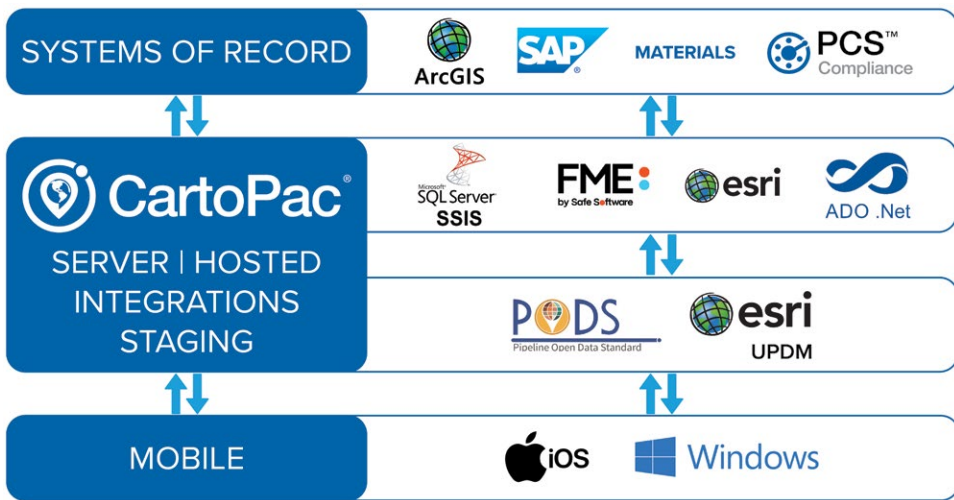 SYSTEMS OF RECORD
ArcGIS
SAP®
MATERIALS
PCS™
Compliance
CartoPac®
SERVER | HOSTED
INTEGRATIONS
STAGING
Microsoft®
SQL Server®
SSIS
FME
by Safe Software
esri
ADO .Net
PODS
Pipeline Open Data Standard
esri
UPDM
MOBILE
iOS
Windows